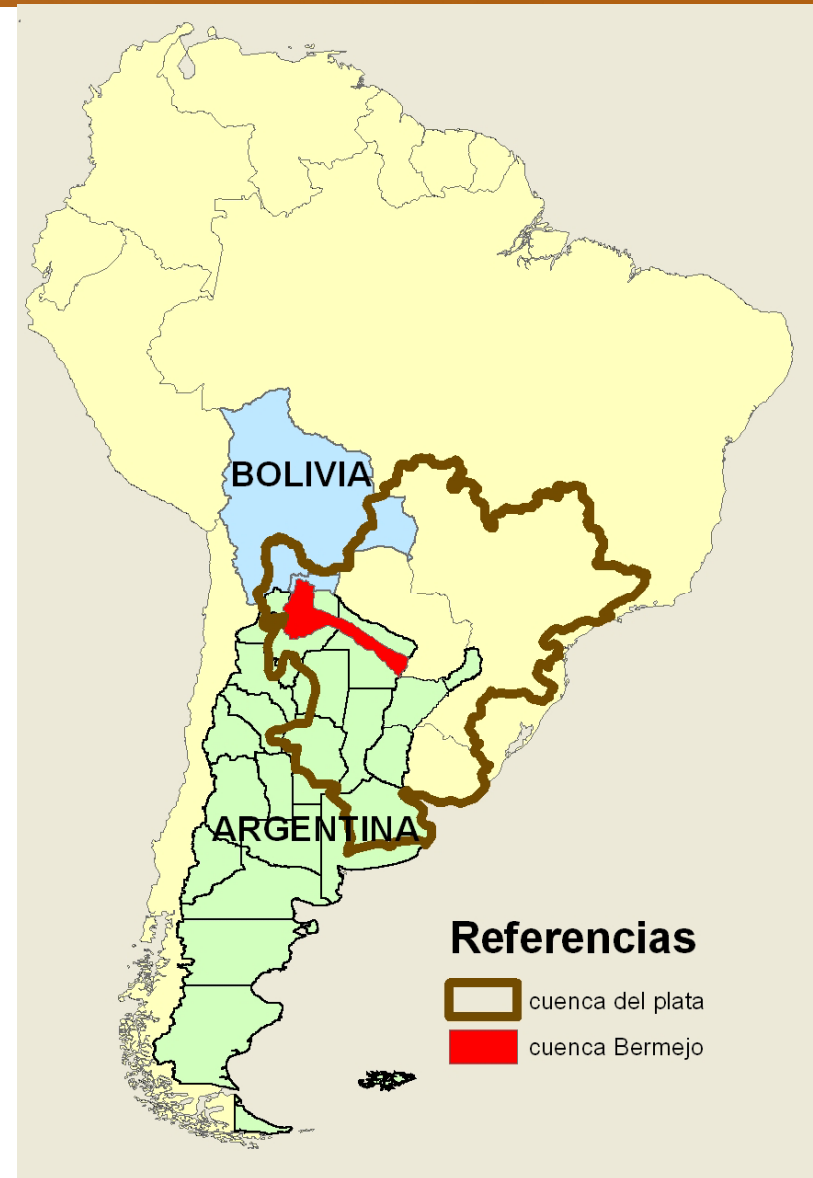 BOLIVIA
ARGENTINA
Referencias
cuenca del plata
cuenca Bermejo